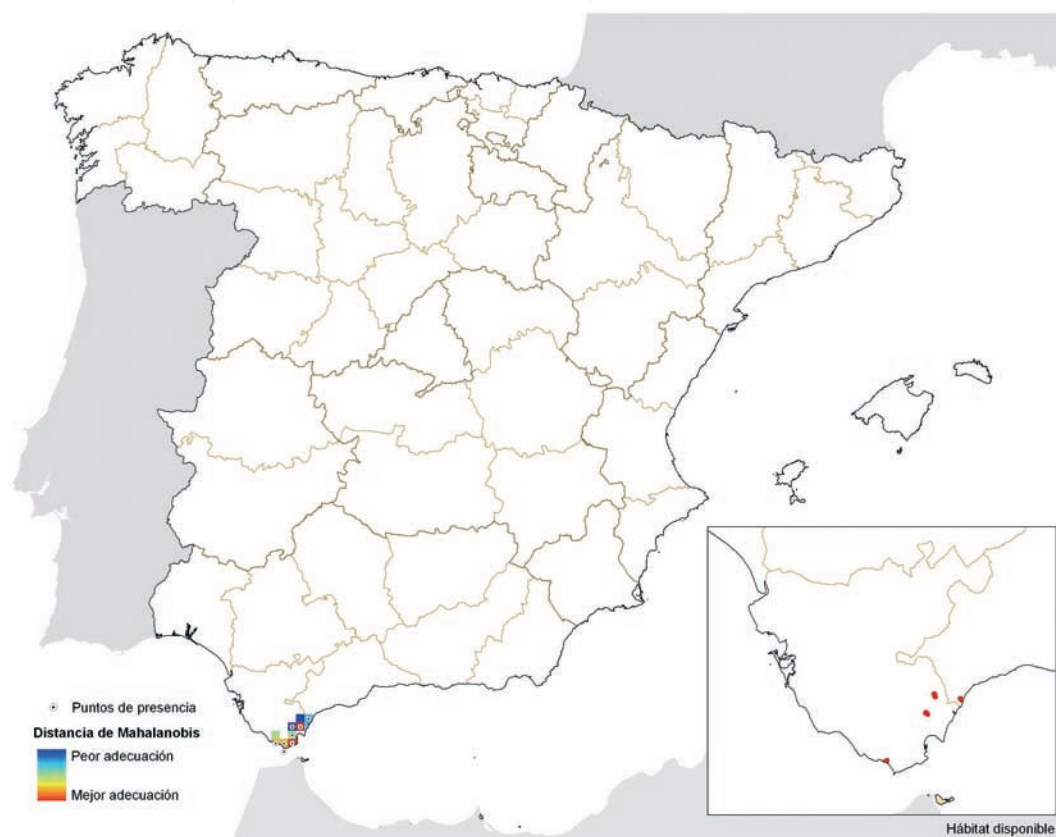 Puntos de presencia
Distancia de Mahalanobis
Peor adecuación
Mejor adecuación
Hábitat disponible